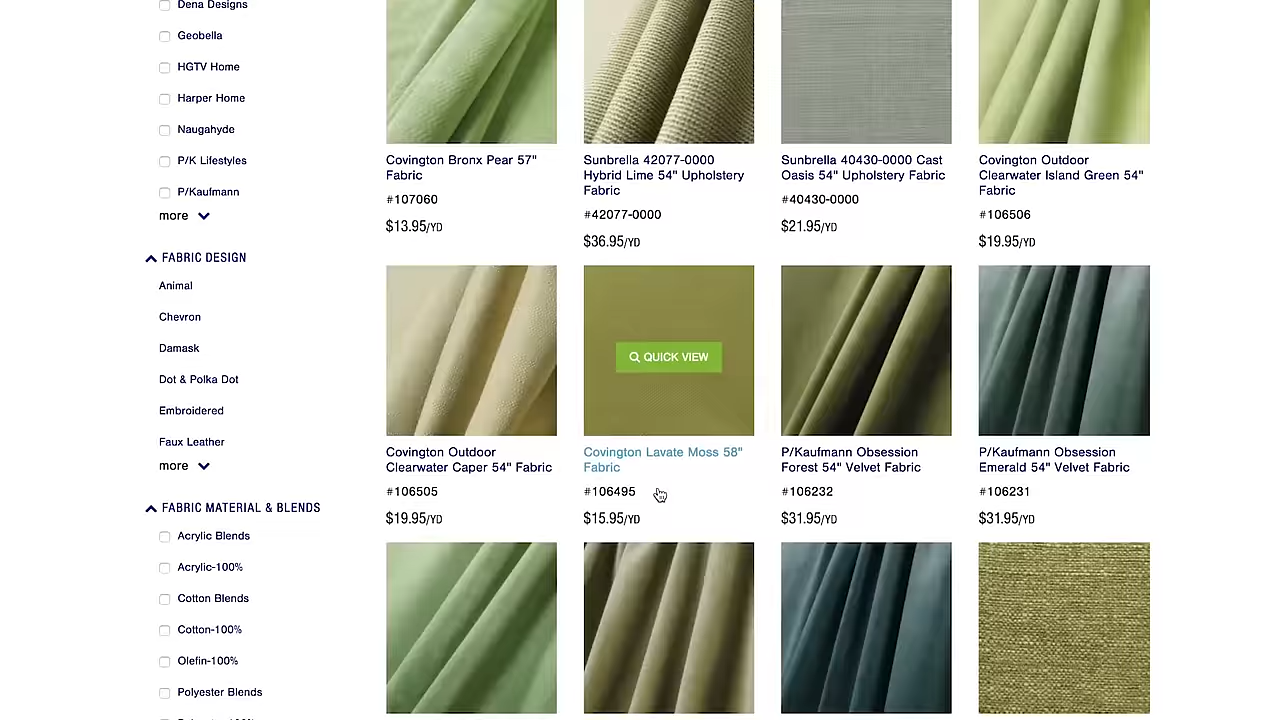 Dena Designs
Geobella
HGTV Home
Harper Home
Naugahyde
P/K Lifestyles
P/Kaufmann
more
FABRIC DESIGN
Animal
Chevron
Damask
Dot & Polka Dot
Embroidered
Faux Leather
more
FABRIC MATERIAL & BLENDS
Acrylic Blends
Acrylic-100%
Cotton Blends
Cotton-100%
Olefin-100%
Polyester Blends
Covington Bronx Pear 57"
Fabric
#107060
$13.95/YD
Sunbrella 42077-0000
Hybrid Lime 54" Upholstery
Fabric
#42077-0000
$36.95/YD
Sunbrella 40430-0000 Cast
Oasis 54" Upholstery Fabric
#40430-0000
$21.95/YD
Covington Outdoor
Clearwater Island Green 54"
Fabric
#106506
$19.95/YD
Covington Outdoor
Clearwater Caper 54" Fabric
#106505
$19.95/YD
QUICK VIEW
Covington Lavate Moss 58"
Fabric
#106495
$15.95/YD
P/Kaufmann Obsession
Forest 54" Velvet Fabric
#106232
$31.95/YD
P/Kaufmann Obsession
Emerald 54" Velvet Fabric
#106231
$31.95/YD